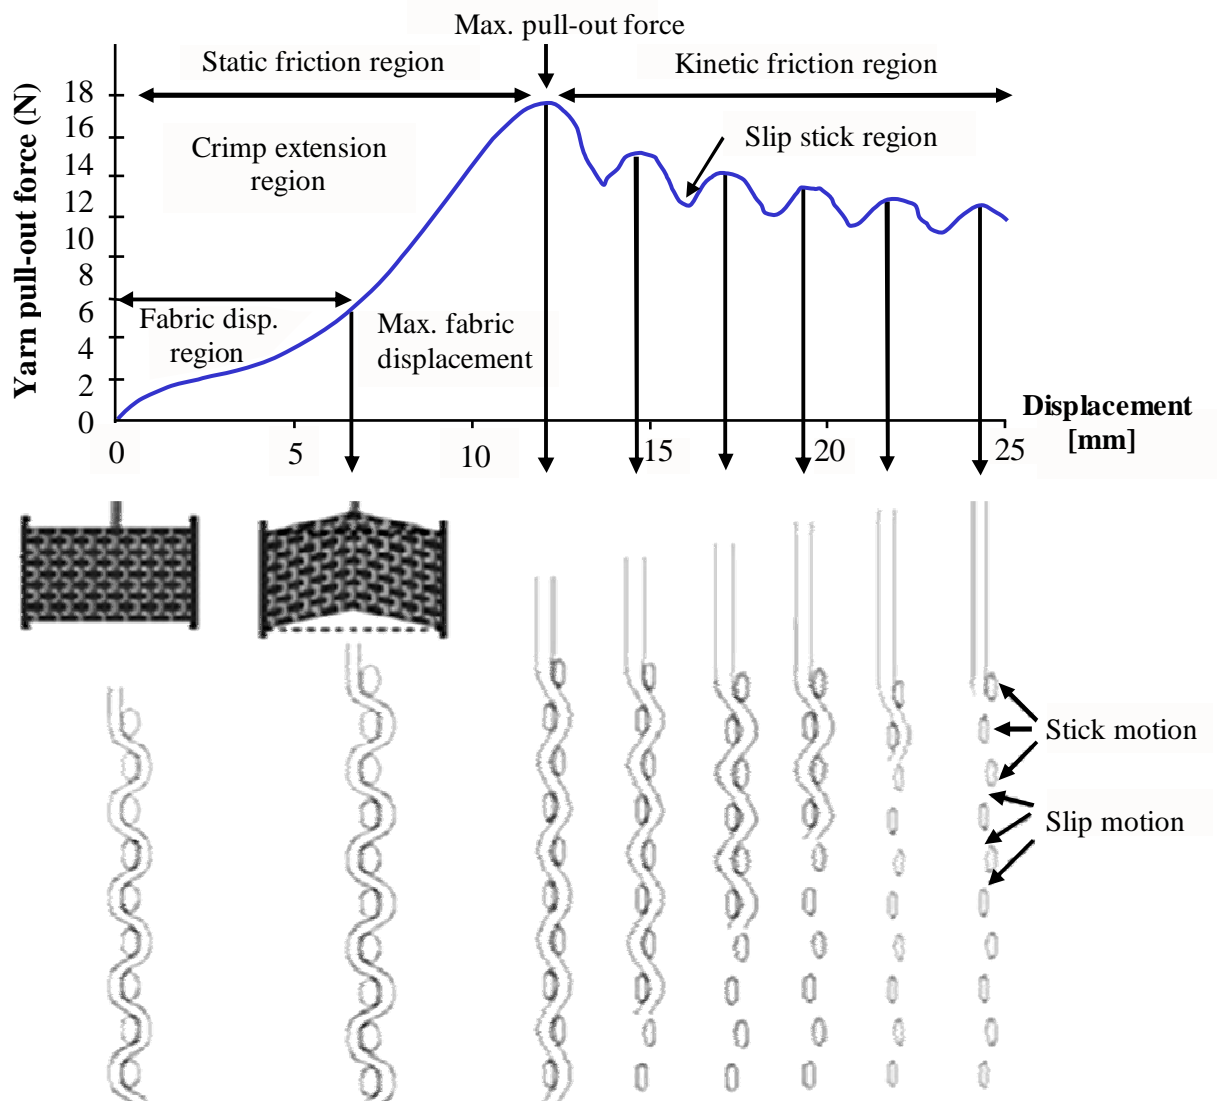 Max. pull-out force
Static friction region
Kinetic friction region
Yarn pull-out force (N)
18
16
14
12
10
8
6
4
2
0
Crimp extension
region
Slip stick region
Fabric disp.
region
Max. fabric
displacement
Displacement
[mm]
0
5
10
15
20
25
Stick motion
Slip motion